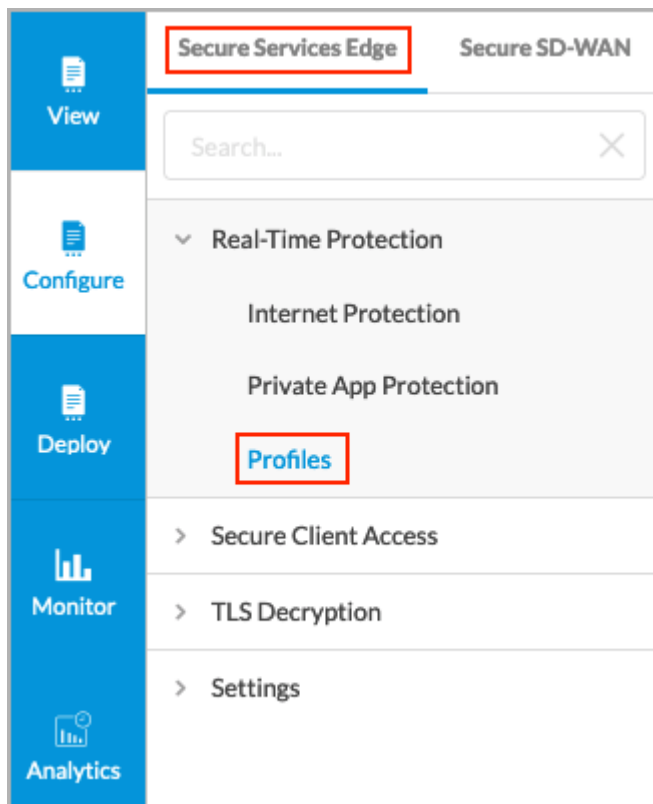 View
Configure
Deploy
Monitor
Analytics
Secure Services Edge
Secure SD-WAN
Search...
Real-Time Protection
Internet Protection
Private App Protection
Profiles
Secure Client Access
TLS Decryption
Settings